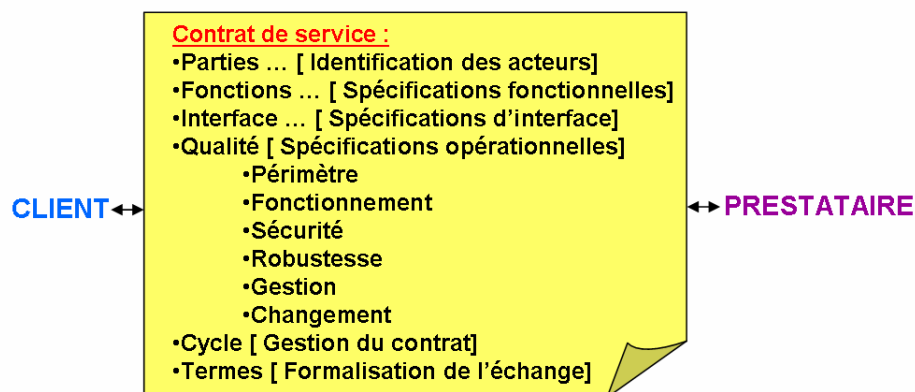 Contrat de service :
•Parties … [ Identification des acteurs]
•Fonctions … [ Spécifications fonctionnelles]
•Interface … [ Spécifications d’interface]
•Qualité [ Spécifications opérationnelles]
•Périmètre
•Fonctionnement
•Sécurité
•Robustesse
•Gestion
•Changement
•Cycle [ Gestion du contrat]
•Termes [ Formalisation de l’échange]
CLIENT
PRESTATAIRE